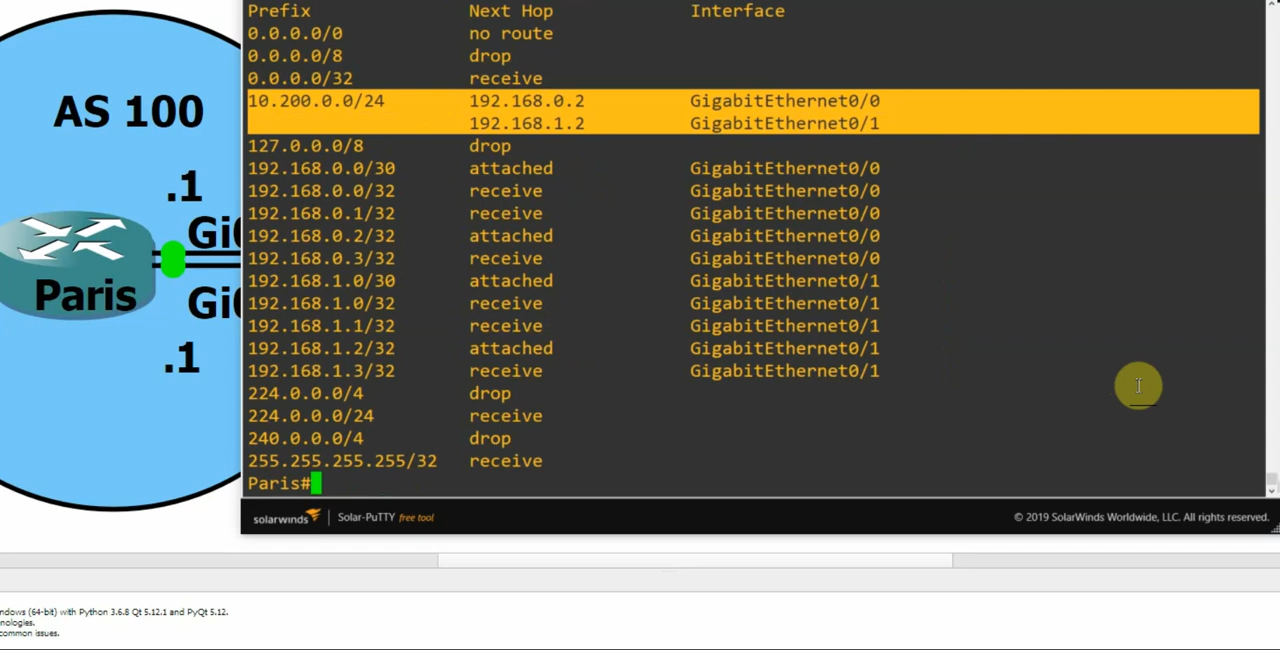 Prefix Next Hop Interface
0.0.0.0/0 no route
0.0.0.0/8 drop
0.0.0.0/32 receive
10.200.0.0/24 192.168.0.2 GigabitEthernet0/0
192.168.1.2 GigabitEthernet0/1
127.0.0.0/8 drop
192.168.0.0/30 attached GigabitEthernet0/0
192.168.0.0/32 receive GigabitEthernet0/0
192.168.0.1/32 receive GigabitEthernet0/0
192.168.0.2/32 attached GigabitEthernet0/0
192.168.0.3/32 receive GigabitEthernet0/0
192.168.1.0/30 attached GigabitEthernet0/1
192.168.1.0/32 receive GigabitEthernet0/1
192.168.1.1/32 receive GigabitEthernet0/1
192.168.1.2/32 attached GigabitEthernet0/1
192.168.1.3/32 receive GigabitEthernet0/1
224.0.0.0/4 drop
224.0.0.0/24 receive
240.0.0.0/4 drop
255.255.255.255/32 receive
Paris#
AS 100
.1
Gi0
Paris
Gi0
.1
solarwinds Solar-PuTTY free tool © 2019 SolarWinds Worldwide, LLC. All rights reserved.
ndows (64-bit) with Python 3.6.8 Qt 5.12.1 and PyQt 5.12.
nologies.
common issues.